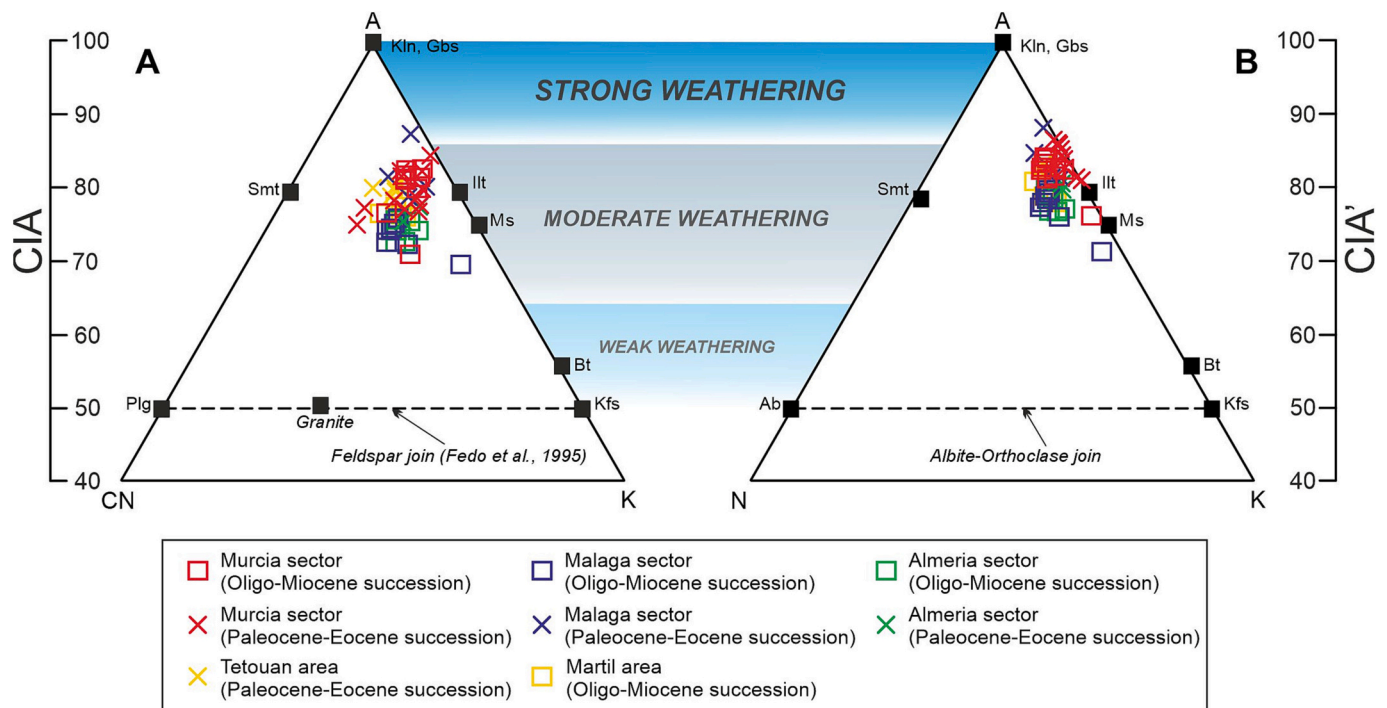 A
A
100
Kln, Gbs
Kln, Gbs
100
A
B
STRONG WEATHERING
90
90
80
Smt
Ilt
Smt
Ilt
80
CIA
MODERATE WEATHERING
CIA'
Ms
Ms
70
70
60
WEAK WEATHERING
60
Bt
Bt
50
Plg
Kfs
Ab
Kfs
50
Granite
Feldspar join (Fedo et al., 1995)
Albite-Orthoclase join
40
40
CN
K
N
K
Murcia sector
(Oligo-Miocene succession)
Malaga sector
(Oligo-Miocene succession)
Almeria sector
(Oligo-Miocene succession)
Murcia sector
(Paleocene-Eocene succession)
Malaga sector
(Paleocene-Eocene succession)
Almeria sector
(Paleocene-Eocene succession)
Tetouan area
(Paleocene-Eocene succession)
Martil area
(Oligo-Miocene succession)